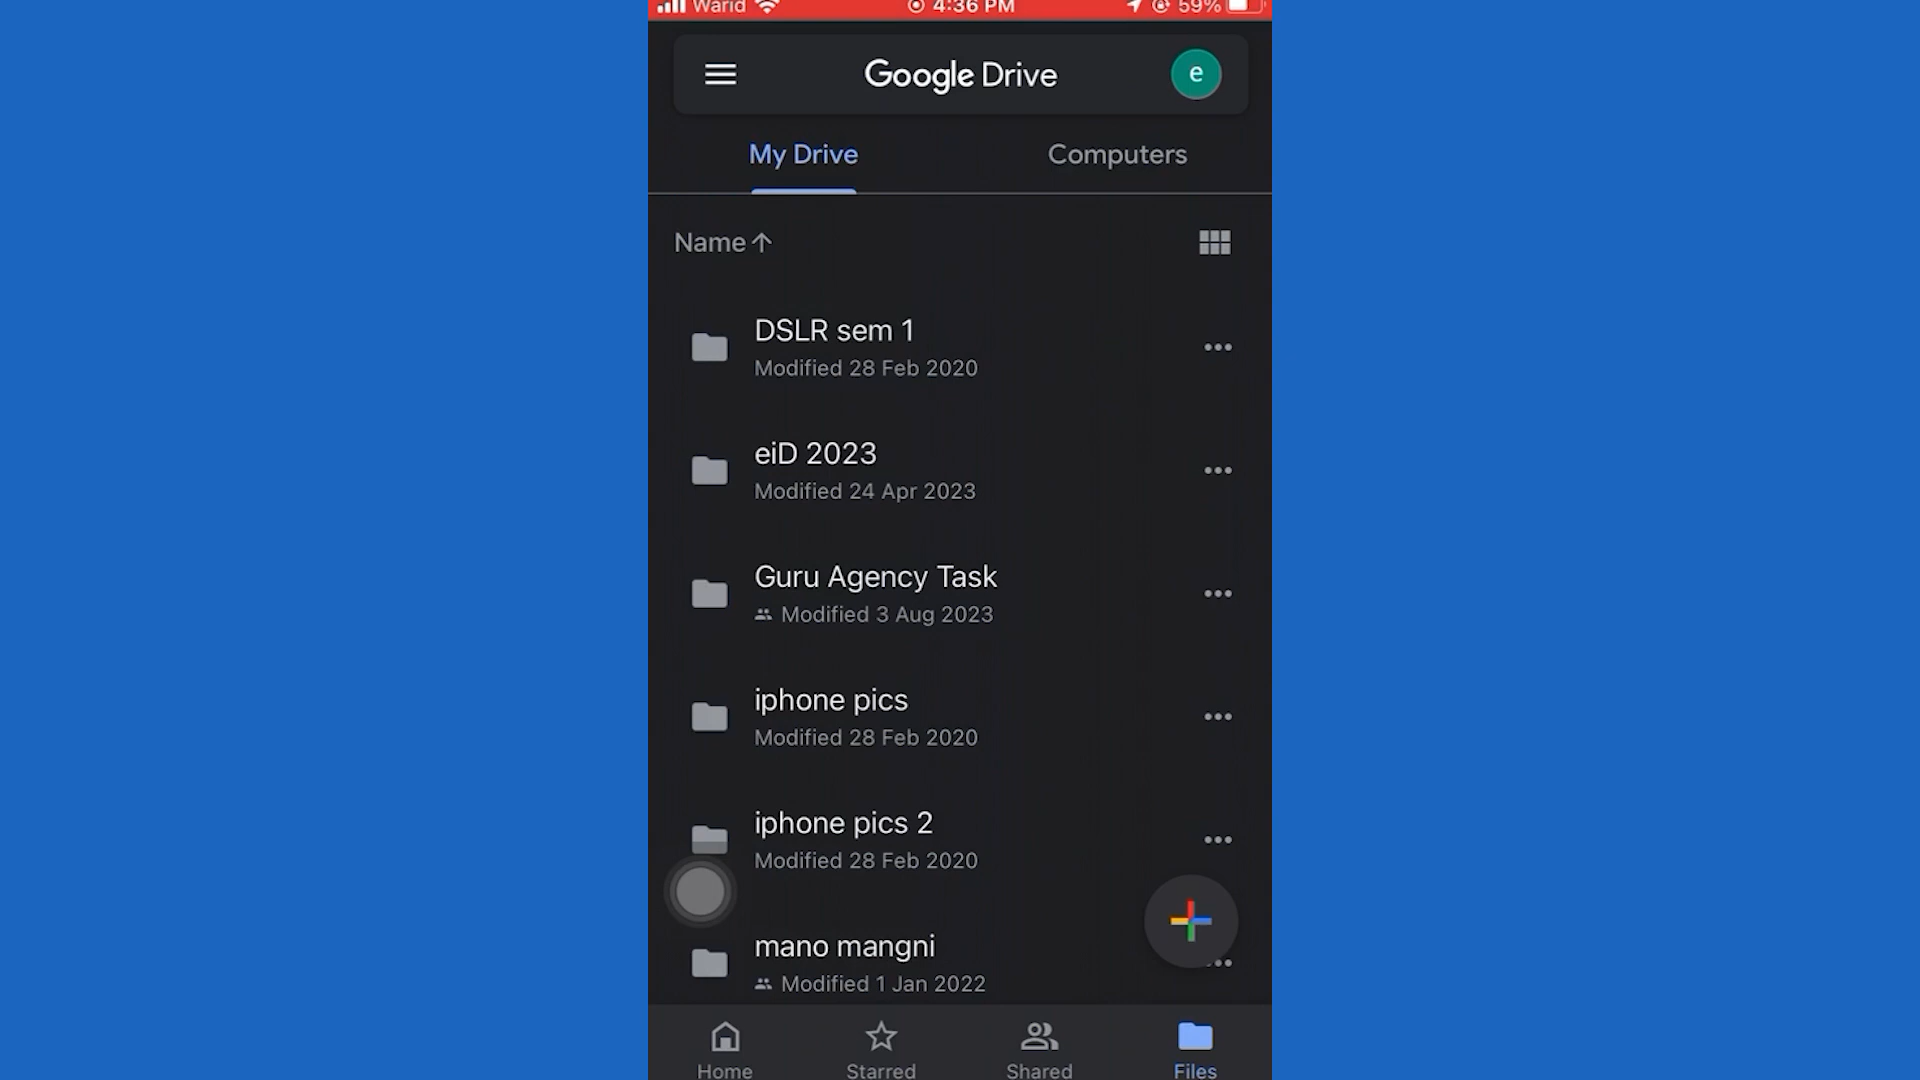 Warid 4:36 PM 59%
Google Drive e
My Drive Computers
Name
DSLR sem 1
Modified 28 Feb 2020
eiD 2023
Modified 24 Apr 2023
Guru Agency Task
Modified 3 Aug 2023
iphone pics
Modified 28 Feb 2020
iphone pics 2
Modified 28 Feb 2020
mano mangni
Modified 1 Jan 2022
Home Starred Shared Files